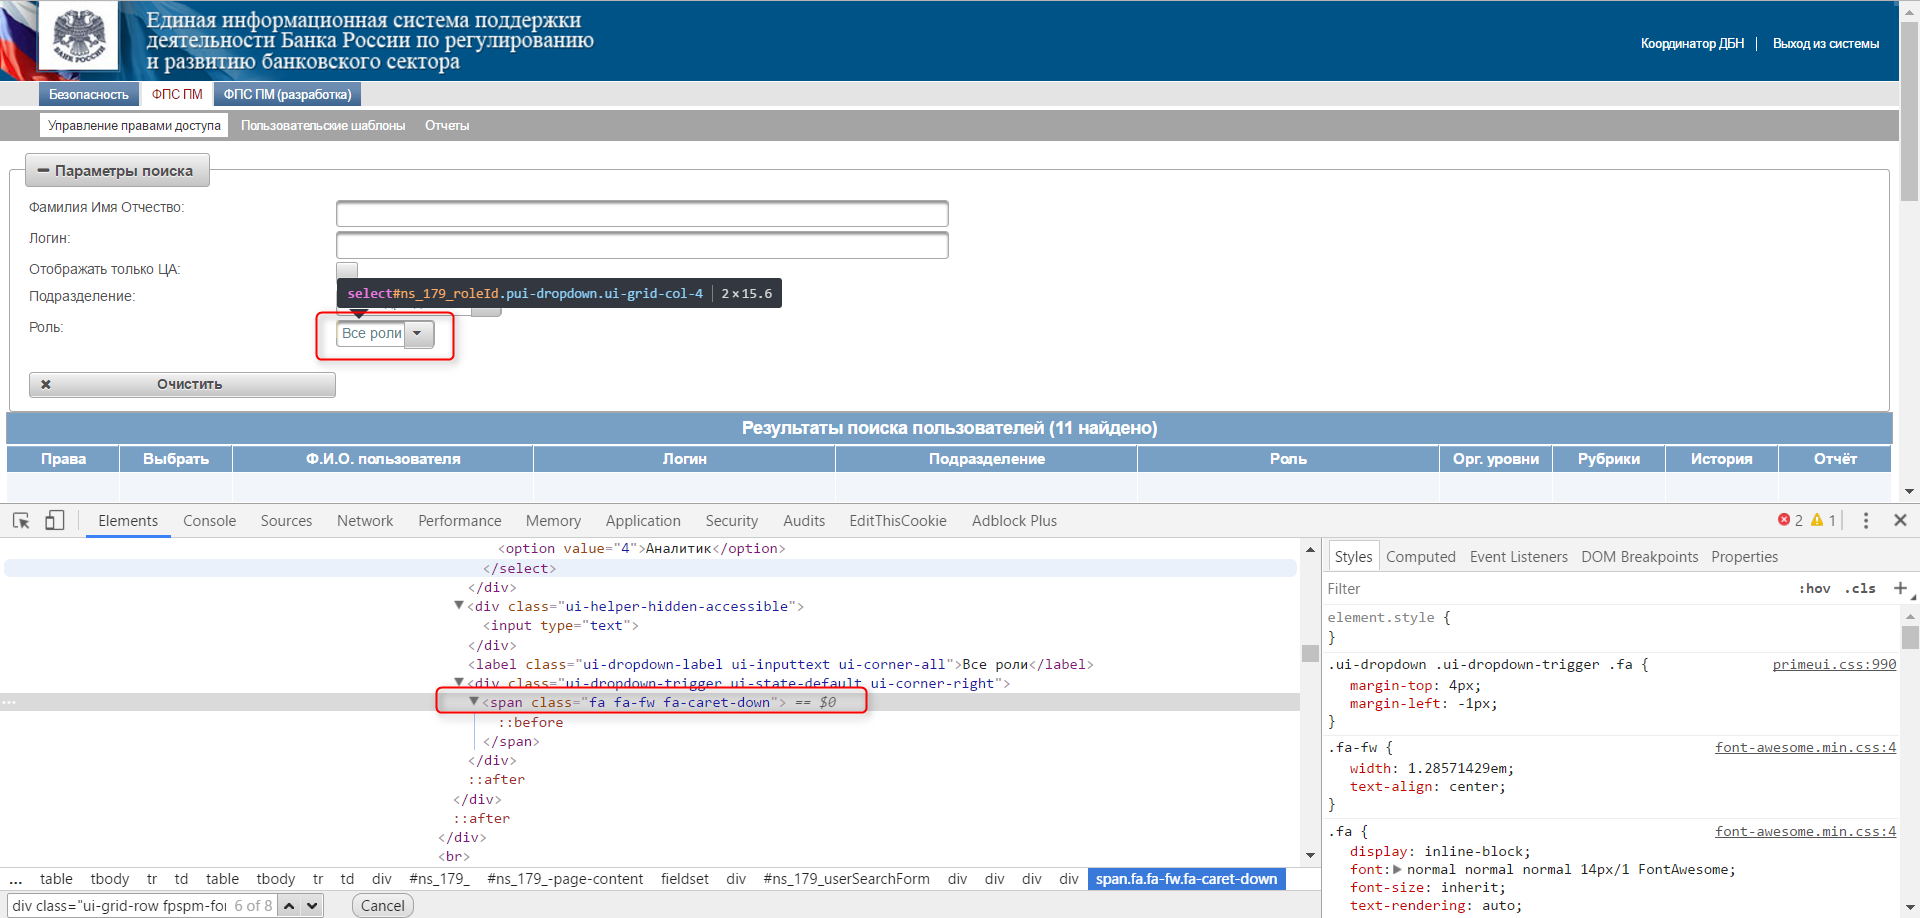 БАНК РОССИИ
Единая информационная система поддержки
деятельности Банка России по регулированию
и развитию банковского сектора
Координатор ДБН | Выход из системы
Безопасность ФПС ПМ ФПС ПМ (разработка)
Управление правами доступа Пользовательские шаблоны Отчеты
Параметры поиска
Фамилия Имя Отчество:
Логин:
Отображать только ЦА:
Подразделение:
select#ns_179_roleId.pui-dropdown.ui-grid-col-4 | 2×15.6
Роль:
Все роли
Очистить
Результаты поиска пользователей (11 найдено)
Права Выбрать Ф.И.О. пользователя Логин Подразделение Роль Орг. уровни Рубрики История Отчёт
Elements Console Sources Network Performance Memory Application Security Audits EditThisCookie Adblock Plus 2 1
<option value="4">Аналитик</option>
</select>
</div>
<div class="ui-helper-hidden-accessible">
<input type="text">
</div>
<label class="ui-dropdown-label ui-inputtext ui-corner-all">Все роли</label>
<div class="ui-dropdown-trigger ui-state-default ui-corner-right">
... <span class="fa fa-fw fa-caret-down"> == $0
::before
</span>
</div>
::after
</div>
::after
</div>
<br>
... table tbody tr td table tbody tr td div #ns_179_ #ns_179_-page-content fieldset div #ns_179_userSearchForm div div div div span.fa.fa-fw.fa-caret-down
div class="ui-grid-row fpspm-for 6 of 8 Cancel
Styles Computed Event Listeners DOM Breakpoints Properties
Filter :hov .cls +
element.style {
}
.ui-dropdown .ui-dropdown-trigger .fa { primeui.css:990
margin-top: 4px;
margin-left: -1px;
}
.fa-fw { font-awesome.min.css:4
width: 1.28571429em;
text-align: center;
}
.fa { font-awesome.min.css:4
display: inline-block;
font: normal normal normal 14px/1 FontAwesome;
font-size: inherit;
text-rendering: auto;